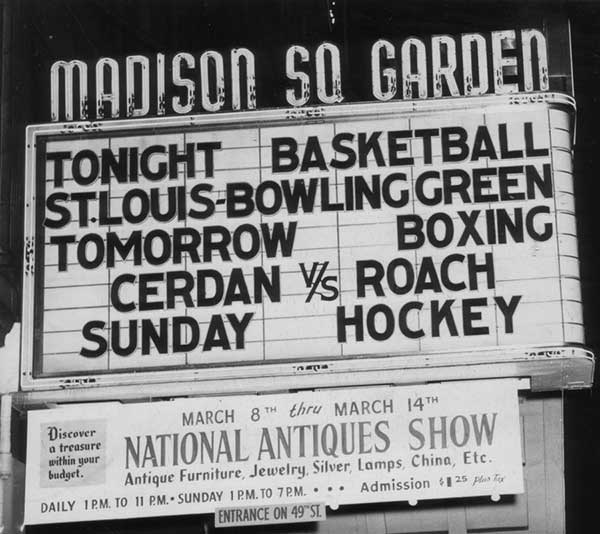 MADISON SQ GARDEN
TONIGHT BASKETBALL
ST.LOUIS-BOWLING GREEN
TOMORROW BOXING
CERDAN V/S ROACH
SUNDAY HOCKEY
MARCH 8TH thru MARCH 14TH
Discover
a treasure
within your
budget.
NATIONAL ANTIQUES SHOW
Antique Furniture, Jewelry, Silver, Lamps, China, Etc.
DAILY 1 P.M. TO 11 P.M. • SUNDAY 1 P.M. TO 7 P.M. • • • Admission $1.25 plus Tax
ENTRANCE ON 49TH ST.